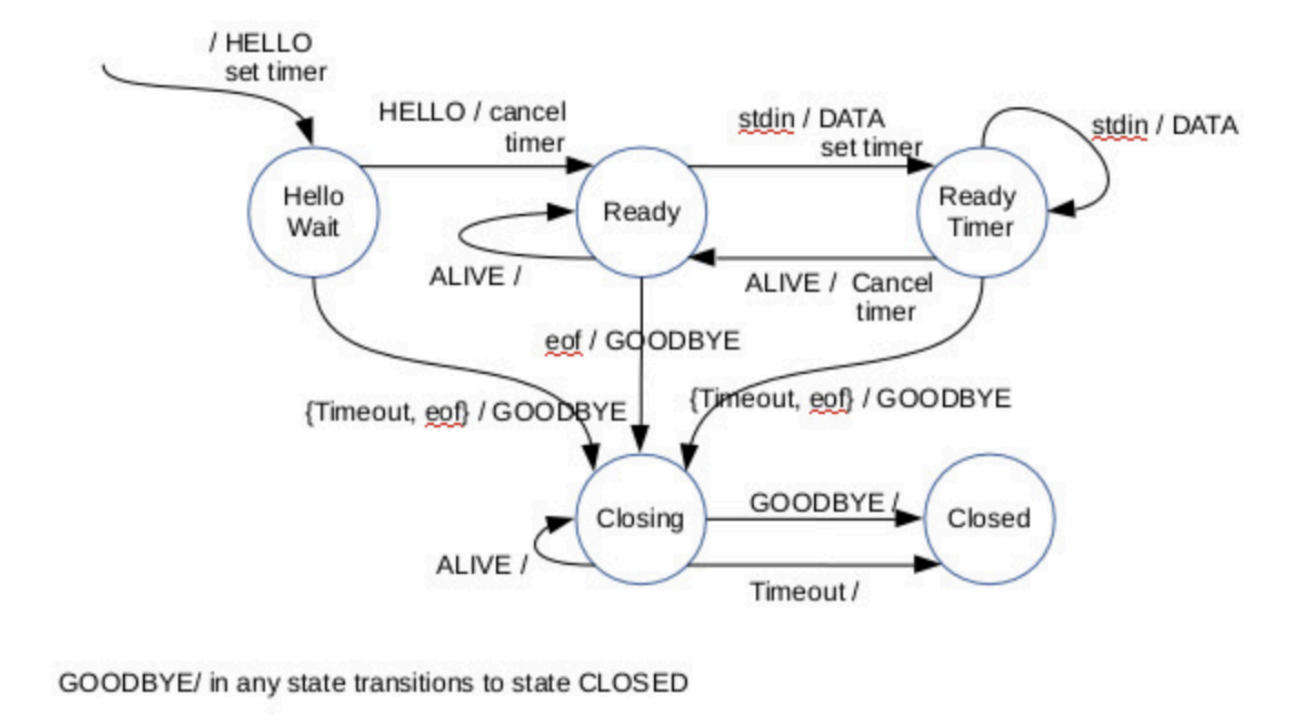 / HELLO
set timer
HELLO / cancel
timer
stdin / DATA
set timer
stdin / DATA
Hello
Wait
Ready
Ready
Timer
ALIVE /
ALIVE / Cancel
timer
eof / GOODBYE
{Timeout, eof} / GOODBYE
{Timeout, eof} / GOODBYE
Closing
GOODBYE /
Closed
ALIVE /
Timeout /
GOODBYE/ in any state transitions to state CLOSED